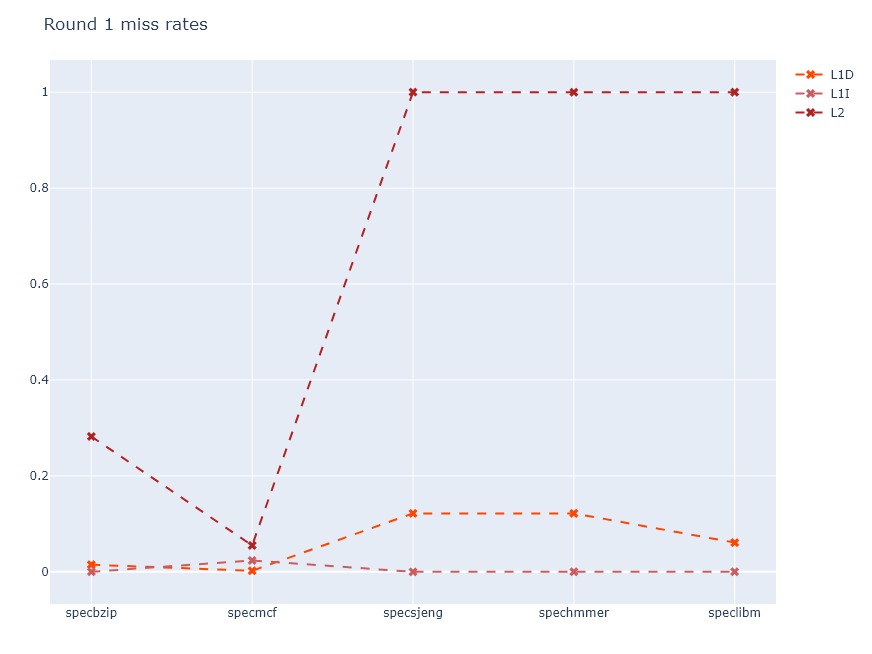 Round 1 miss rates
L1D
L1I
L2
1
0.8
0.6
0.4
0.2
0
specbzip specmcf specsjeng spechmmer speclibm